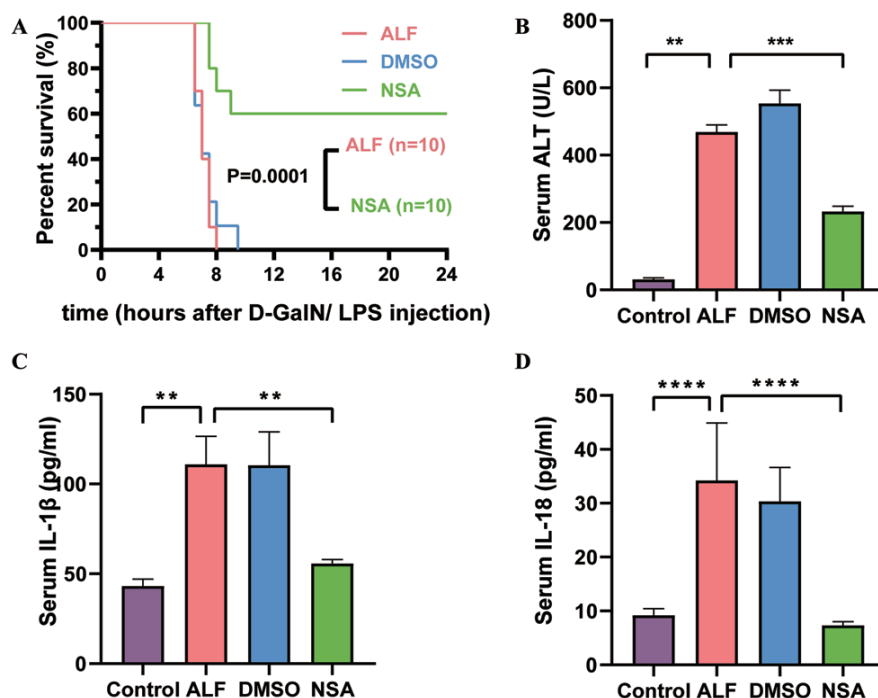 A
Percent survival (%)
100
80
60
40
20
0
ALF
DMSO
NSA
ALF (n=10)
P=0.0001
NSA (n=10)
0 4 8 12 16 20 24
time (hours after D-GalN/ LPS injection)
B
Serum ALT (U/L)
800
600
400
200
0
** ***
Control ALF DMSO NSA
C
Serum IL-1β (pg/ml)
150
100
50
0
** **
Control ALF DMSO NSA
D
Serum IL-18 (pg/ml)
50
40
30
20
10
0
**** ****
Control ALF DMSO NSA